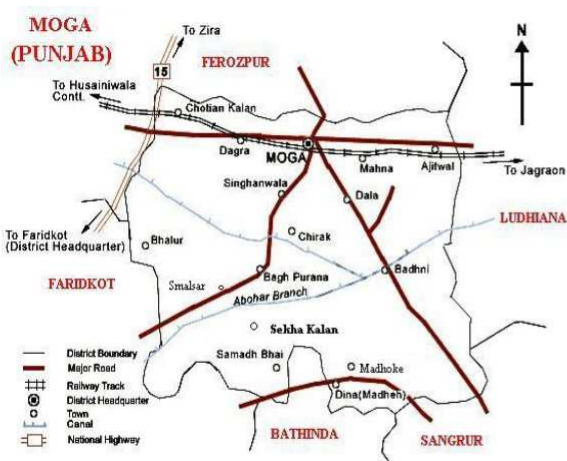 MOGA
(PUNJAB)
To Zira
15
FEROZPUR
N
To Husainiwala
Contt.
Chotian Kalan
Dagra
MOGA
Mahna
Ajitwal
To Jagraon
Singhanwala
Dala
LUDHIANA
To Faridkot
(District Headquarter)
Bhalur
Chirak
FARIDKOT
Smalsar
Bagh Purana
Badhni
Abohar Branch
Sekha Kalan
Samadh Bhai
Madhoke
Dina(Madheh)
BATHINDA
SANGRUR
District Boundary
Major Road
Railway Track
District Headquarter
Town
Canal
National Highway